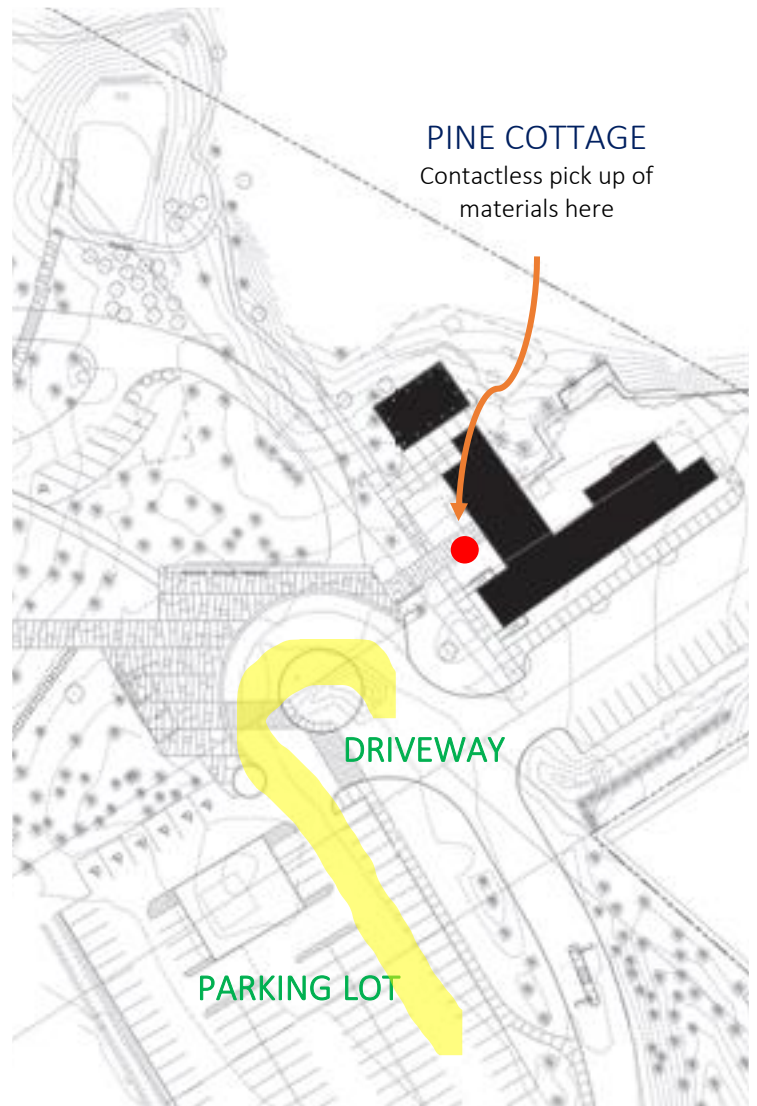 PINE COTTAGE
Contactless pick up of
materials here
DRIVEWAY
PARKING LOT